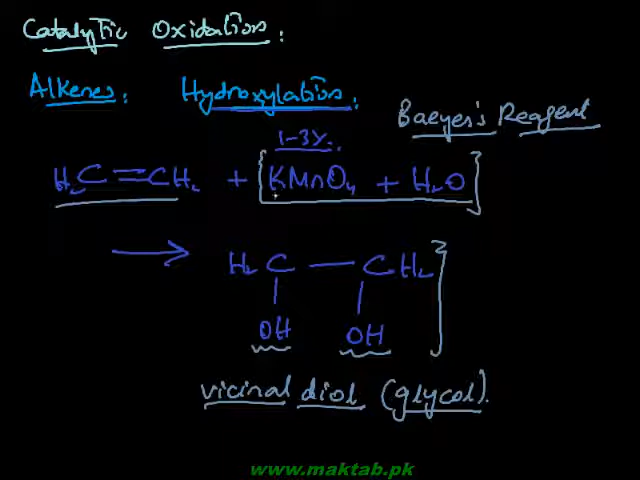 Catalytic Oxidation:
Alkenes: Hydroxylation:
Baeyer's Reagent
1-3%.
H₂C=CH₂ + [KMnO₄ + H₂O]
→ H₂C — CH₂]
OH OH
vicinal diol (glycol).
www.maktab.pk